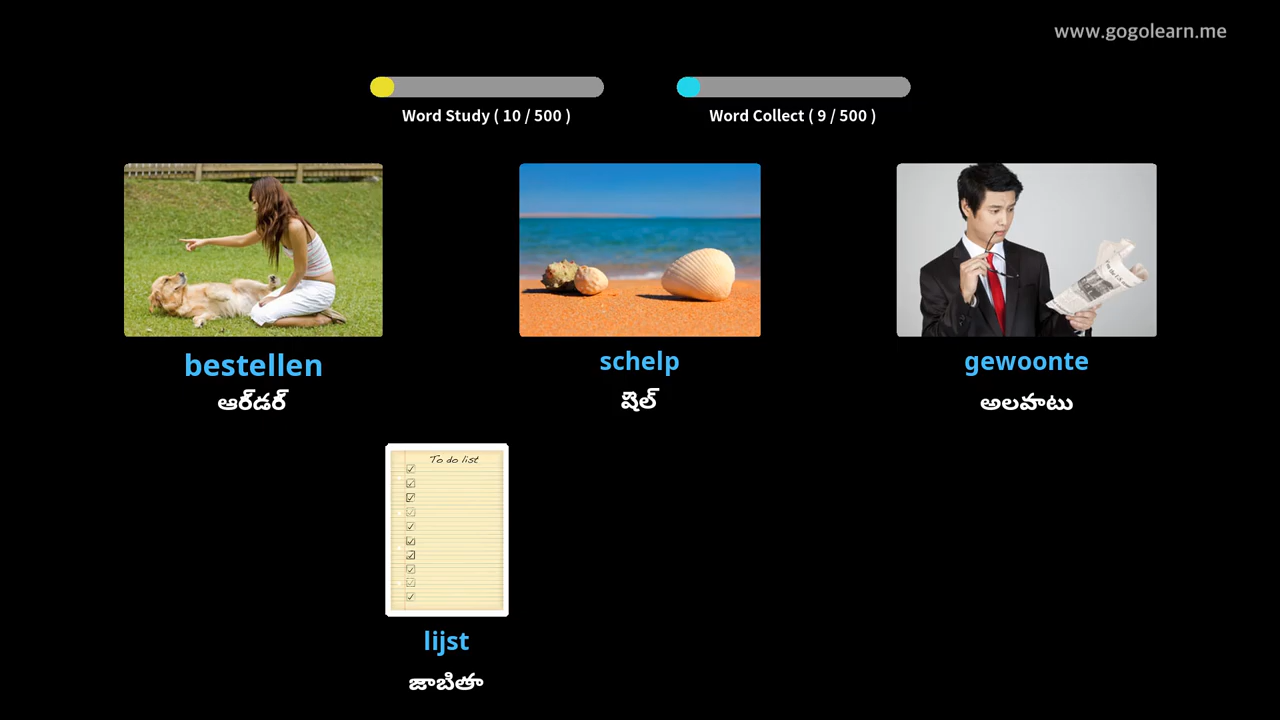 www.gogolearn.me
Word Study ( 10 / 500 )
Word Collect ( 9 / 500 )
bestellen
ఆర్డర్
schelp
షెల్
gewoonte
అలవాటు
To do list
lijst
జాబితా